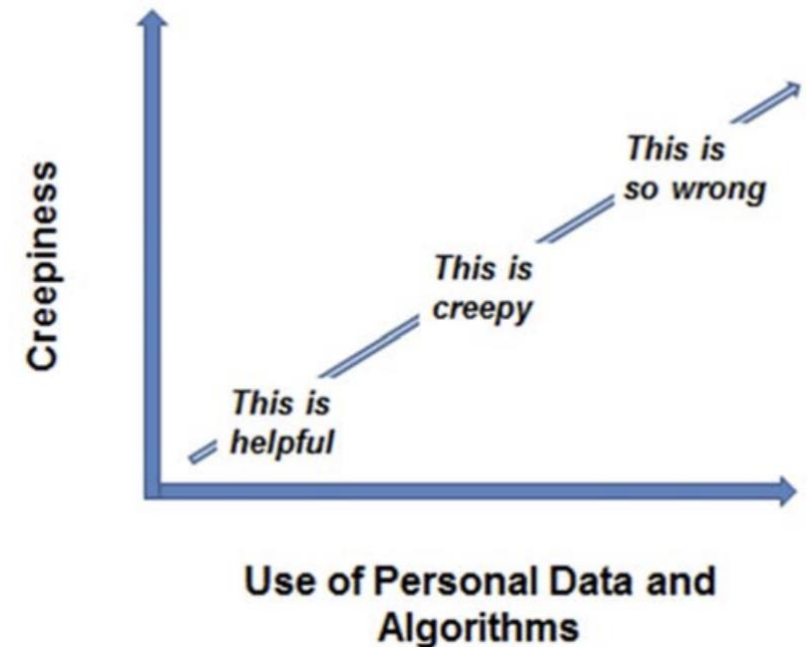 Creepiness
This is
so wrong
This is
creepy
This is
helpful
Use of Personal Data and
Algorithms